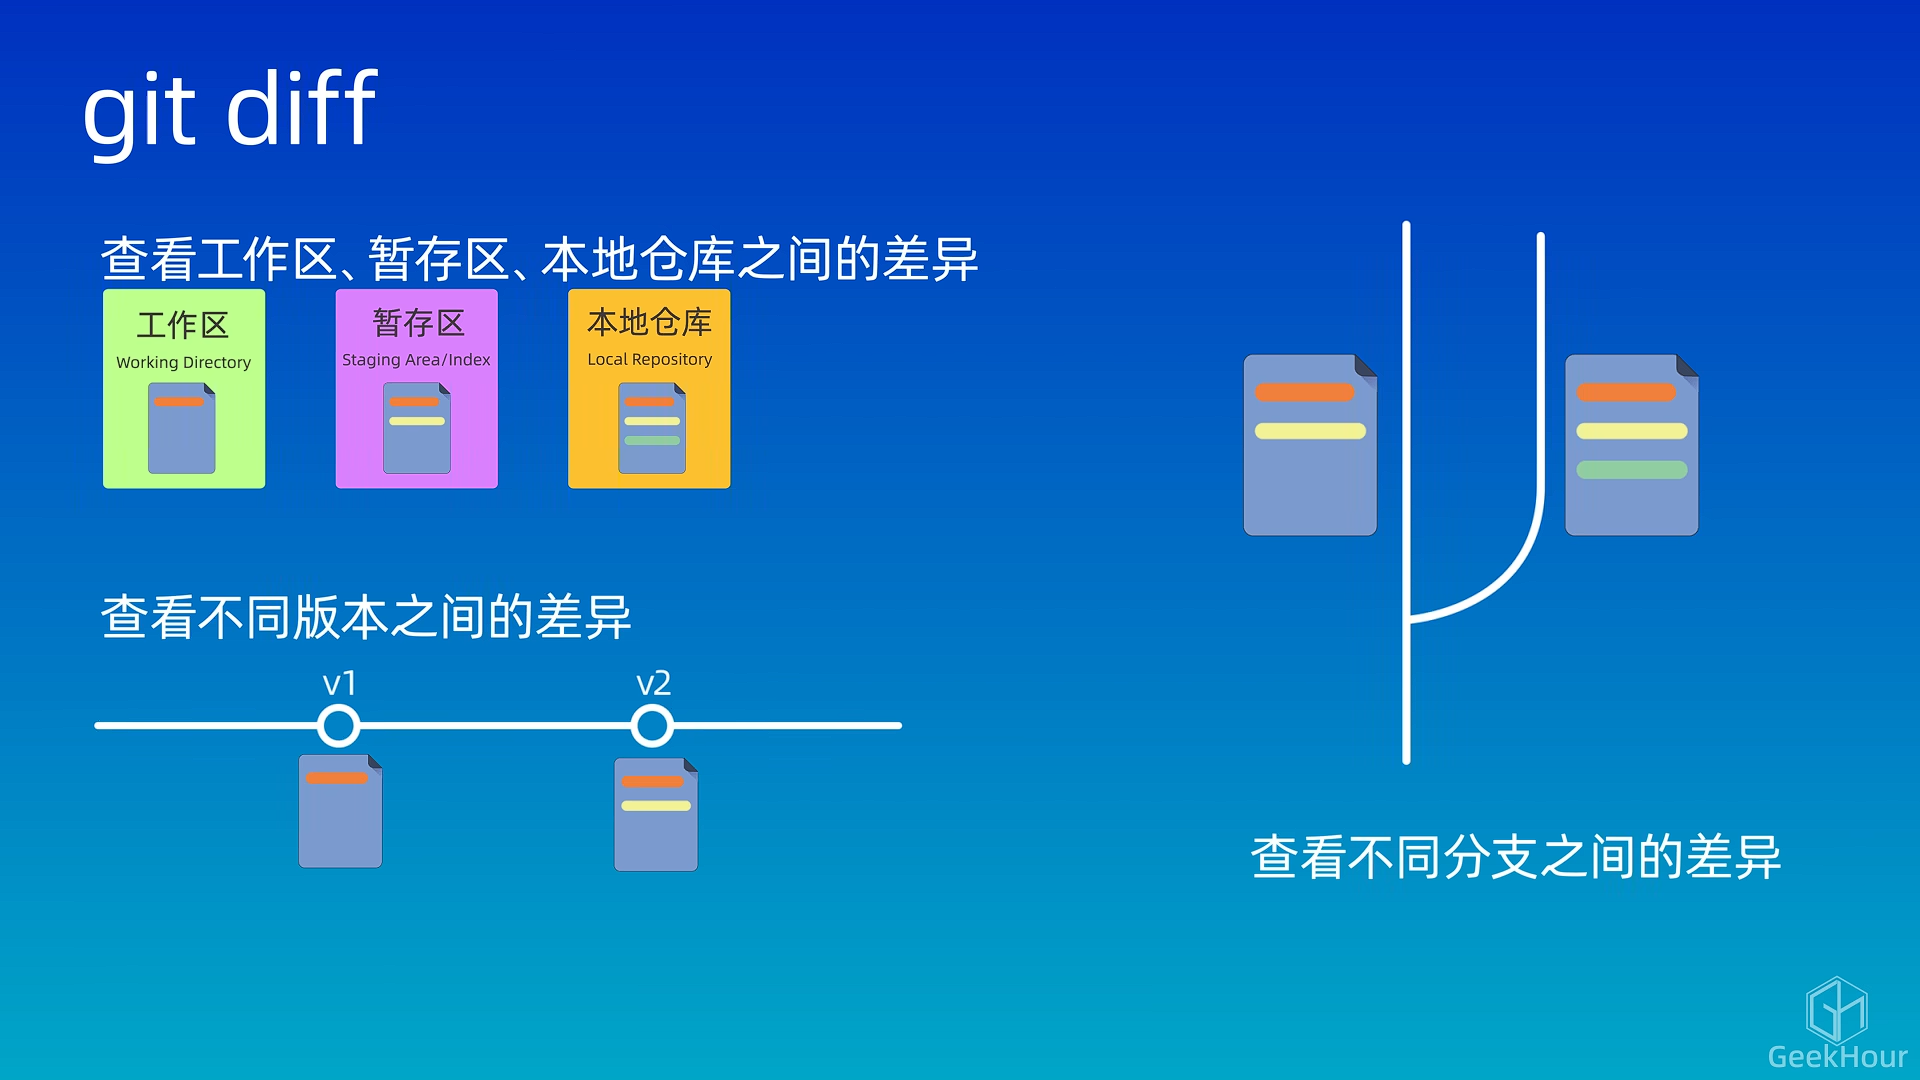 git diff
查看工作区、暂存区、本地仓库之间的差异
工作区
Working Directory
暂存区
Staging Area/Index
本地仓库
Local Repository
查看不同版本之间的差异
v1
v2
查看不同分支之间的差异
GeekHour